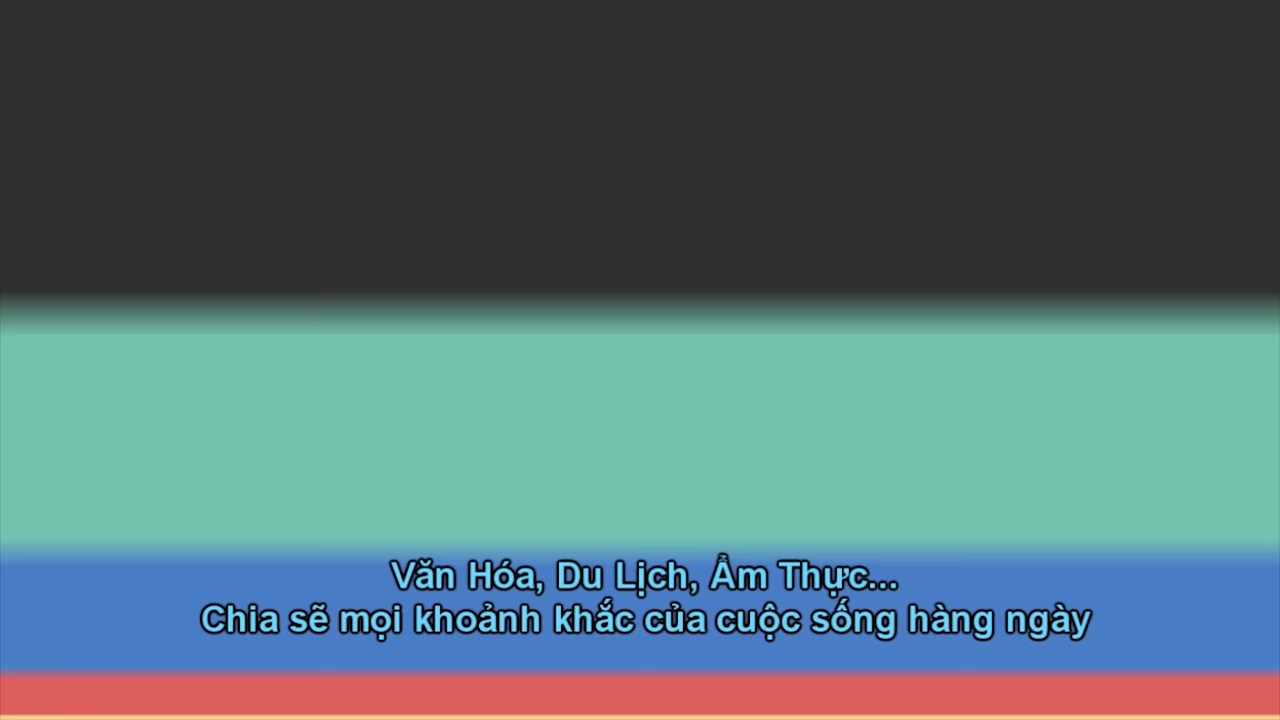 Văn Hóa, Du Lịch, Ẩm Thực...
Chia sẽ mọi khoảnh khắc của cuộc sống hàng ngày